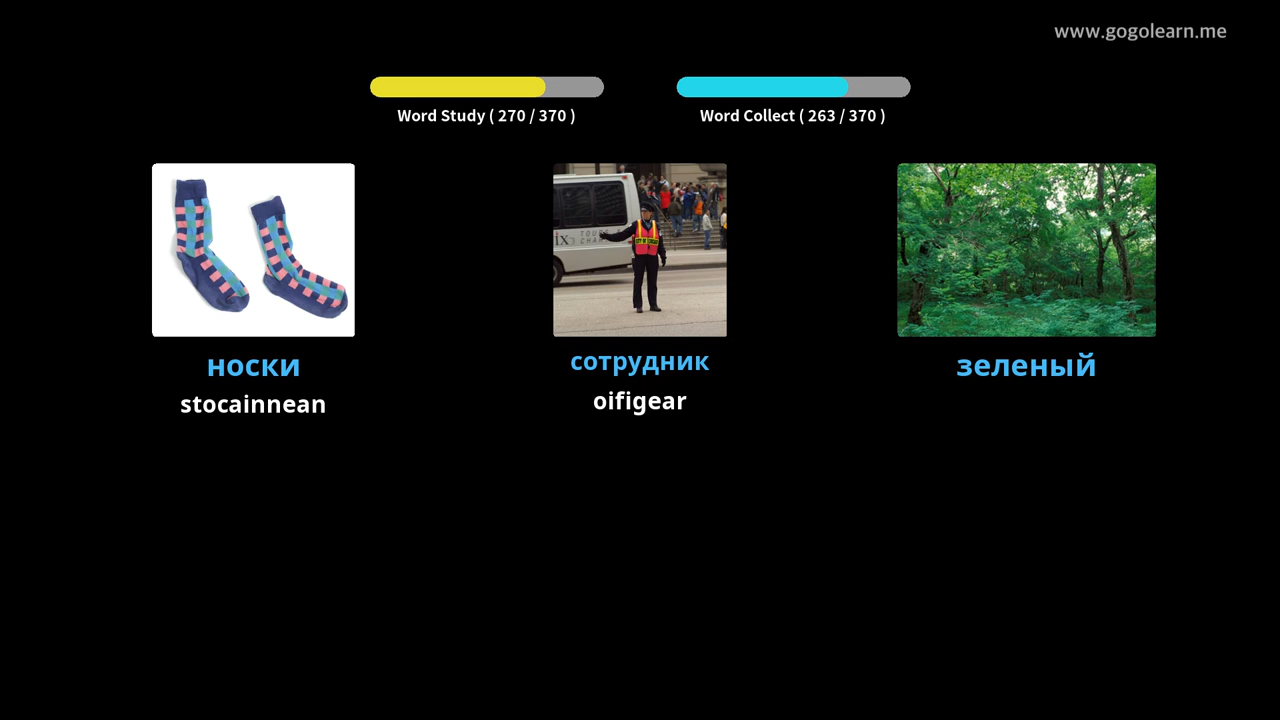 www.gogolearn.me
Word Study ( 270 / 370 )
Word Collect ( 263 / 370 )
носки
сотрудник
зеленый
stocainnean
oifigear